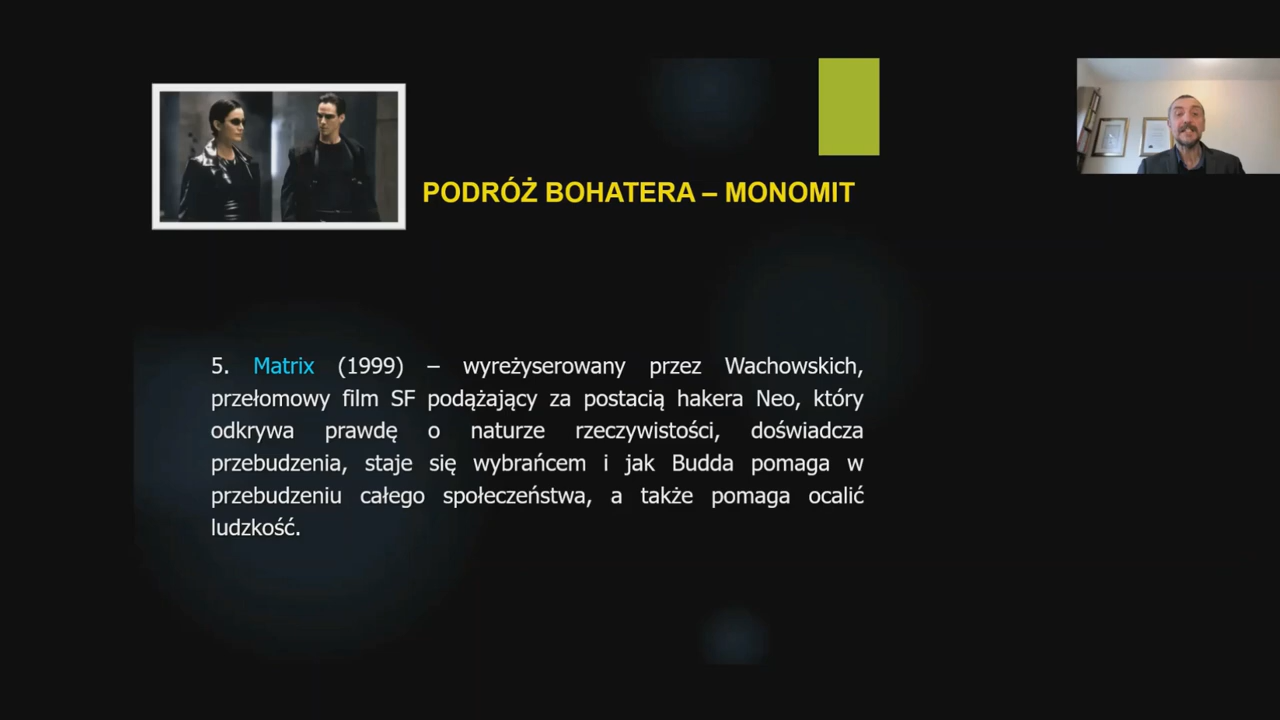 PODRÓŻ BOHATERA – MONOMIT
5. Matrix (1999) – wyreżyserowany przez Wachowskich,
przełomowy film SF podążający za postacią hakera Neo, który
odkrywa prawdę o naturze rzeczywistości, doświadcza
przebudzenia, staje się wybrańcem i jak Budda pomaga w
przebudzeniu całego społeczeństwa, a także pomaga ocalić
ludzkość.